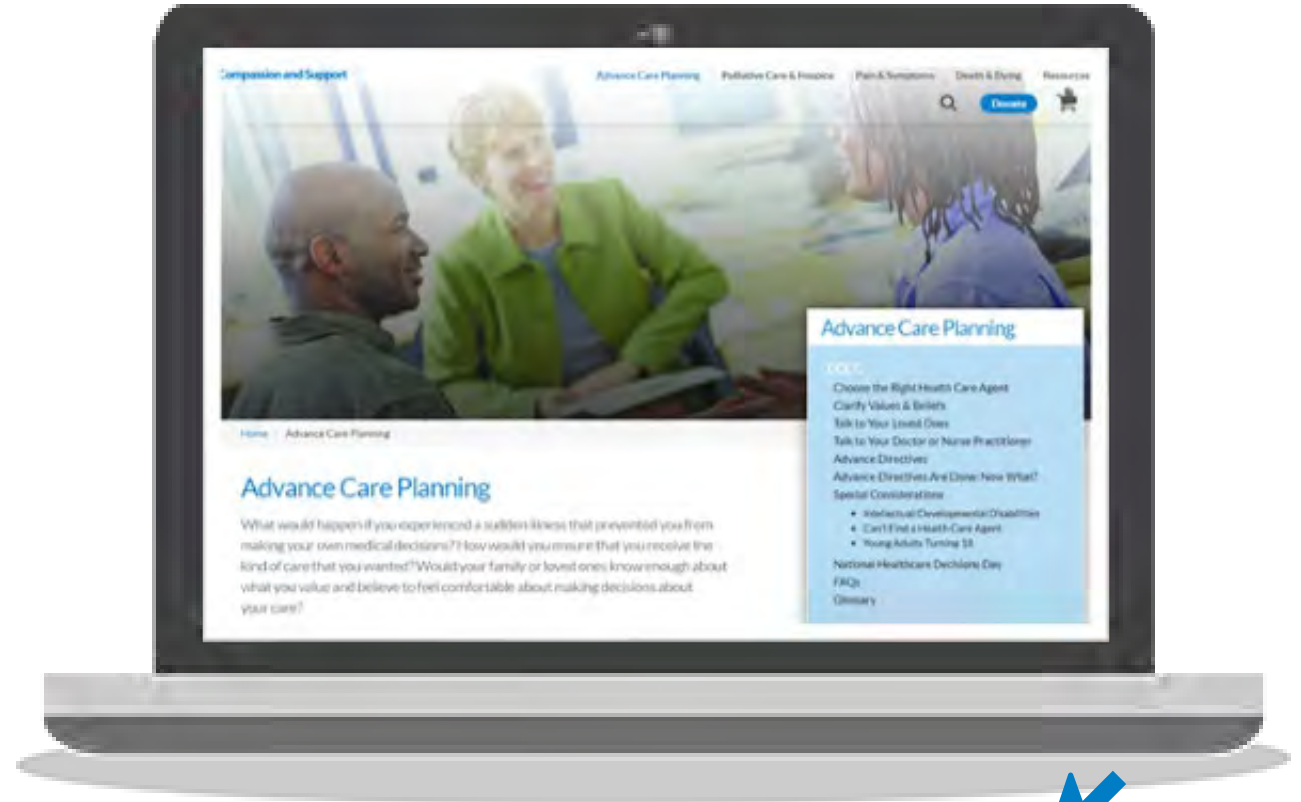 Compassion and Support
Advance Care Planning Palliative Care & Hospice Pain & Symptoms Death & Dying Resources
Donate
Advance Care Planning
Choose the Right Health Care Agent
Clarify Values & Beliefs
Talk to Your Loved Ones
Talk to Your Doctor or Nurse Practitioner
Advance Directives
Advance Directives Are Done: Now What?
Special Considerations
Intellectual/Developmental Disabilities
Can't Find a Health Care Agent
Young Adults Turning 18
National Healthcare Decisions Day
FAQs
Glossary
Home Advance Care Planning
Advance Care Planning
What would happen if you experienced a sudden illness that prevented you from
making your own medical decisions? How would you ensure that you receive the
kind of care that you wanted? Would your family or loved ones know enough about
what you value and believe to feel comfortable about making decisions about
your care?